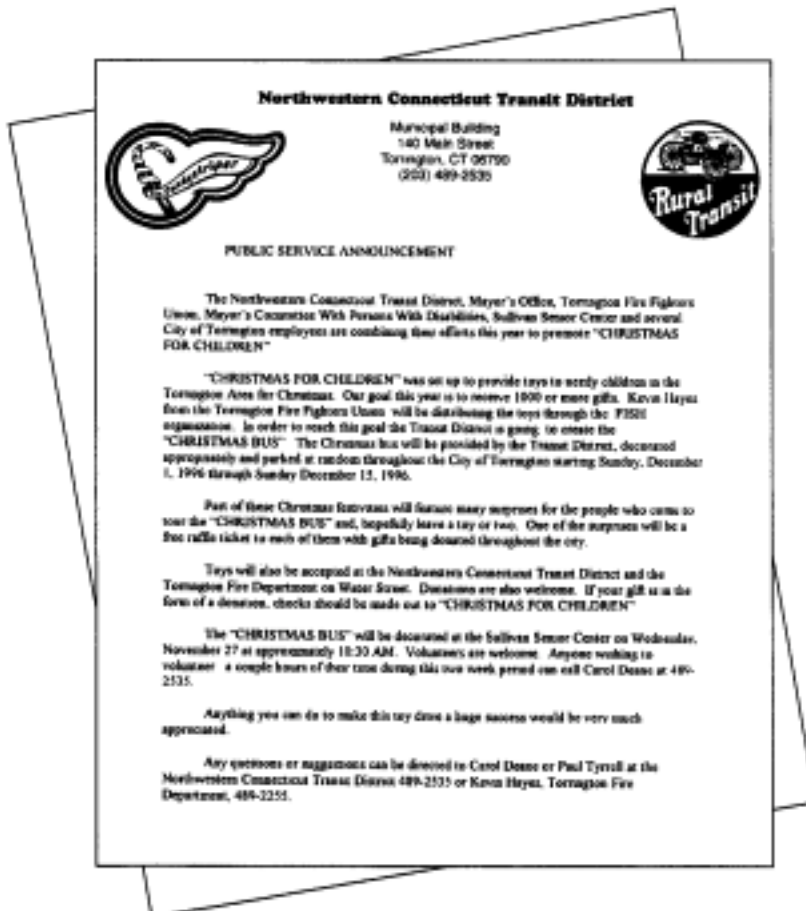 Northwestern Connecticut Transit District
Municipal Building
140 Main Street
Torrington, CT 06790
(203) 489-2535
Candystriper
Rural
Transit
PUBLIC SERVICE ANNOUNCEMENT
The Northwestern Connecticut Transit District, Mayor's Office, Torrington Fire Fighters
Union, Mayor's Committee With Persons With Disabilities, Sullivan Senior Center and several
City of Torrington employees are combining their efforts this year to promote "CHRISTMAS
FOR CHILDREN"
"CHRISTMAS FOR CHILDREN" was set up to provide toys to needy children in the
Torrington Area for Christmas. Our goal this year is to receive 1000 or more gifts. Kevin Hayes
from the Torrington Fire Fighters Union will be distributing the toys through the FISH
organization. In order to reach this goal the Transit District is going to create the
"CHRISTMAS BUS" The Christmas bus will be provided by the Transit District, decorated
appropriately and parked at random throughout the City of Torrington starting Sunday, December
1, 1996 through Sunday December 15, 1996.
Part of these Christmas festivities will feature many surprises for the people who come to
tour the "CHRISTMAS BUS" and, hopefully leave a toy or two. One of the surprises will be a
free raffle ticket to each of them with gifts being donated throughout the city.
Toys will also be accepted at the Northwestern Connecticut Transit District and the
Torrington Fire Department on Water Street. Donations are also welcome. If your gift is in the
form of a donation, checks should be made out to "CHRISTMAS FOR CHILDREN"
The "CHRISTMAS BUS" will be decorated at the Sullivan Senior Center on Wednesday,
November 27 at approximately 10:30 AM. Volunteers are welcome. Anyone wishing to
volunteer a couple hours of their time during this two week period can call Carol Deane at 489-
2535.
Anything you can do to make this toy drive a huge success would be very much
appreciated.
Any questions or suggestions can be directed to Carol Deane or Paul Tyrrell at the
Northwestern Connecticut Transit District 489-2535 or Kevin Hayes, Torrington Fire
Department, 489-2255.